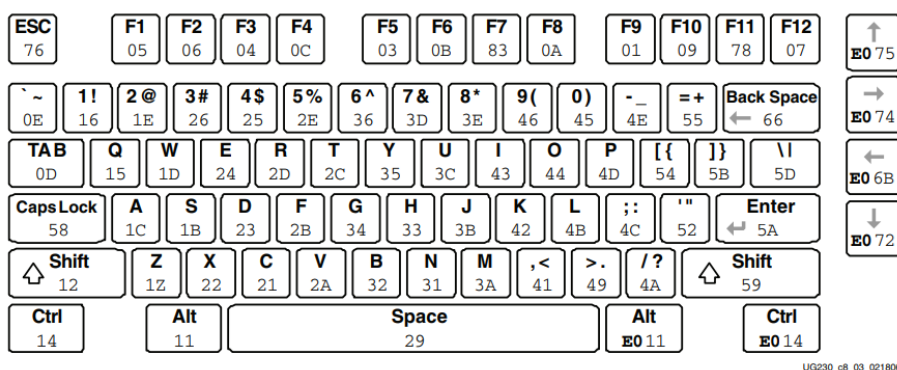 ESC F1 F2 F3 F4 F5 F6 F7 F8 F9 F10 F11 F12 ↑
76 05 06 04 0C 03 0B 83 0A 01 09 78 07 E0 75
` ~ 1! 2@ 3# 4$ 5% 6^ 7& 8* 9( 0) -_ =+ Back Space →
0E 16 1E 26 25 2E 36 3D 3E 46 45 4E 55 ← 66 E0 74
TAB Q W E R T Y U I O P [{ ]} \| ←
0D 15 1D 24 2D 2C 35 3C 43 44 4D 54 5B 5D E0 6B
Caps Lock A S D F G H J K L ;: '" Enter ↓
58 1C 1B 23 2B 34 33 3B 42 4B 4C 52 ↵ 5A E0 72
⇧ Shift Z X C V B N M ,< >. /? ⇧ Shift
12 1Z 22 21 2A 32 31 3A 41 49 4A 59
Ctrl Alt Space Alt Ctrl
14 11 29 E0 11 E0 14